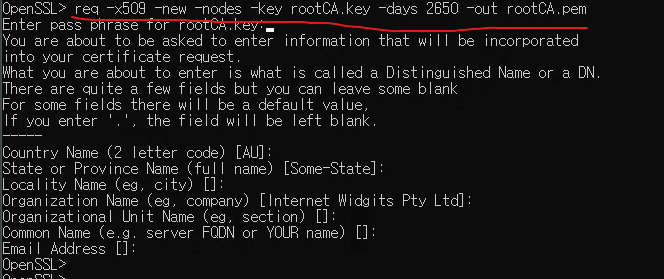 OpenSSL> req -x509 -new -nodes -key rootCA.key -days 2650 -out rootCA.pem
Enter pass phrase for rootCA.key:
You are about to be asked to enter information that will be incorporated
into your certificate request.
What you are about to enter is what is called a Distinguished Name or a DN.
There are quite a few fields but you can leave some blank
For some fields there will be a default value,
If you enter '.', the field will be left blank.
-----
Country Name (2 letter code) [AU]:
State or Province Name (full name) [Some-State]:
Locality Name (eg, city) []:
Organization Name (eg, company) [Internet Widgits Pty Ltd]:
Organizational Unit Name (eg, section) []:
Common Name (e.g. server FQDN or YOUR name) []:
Email Address []:
OpenSSL>